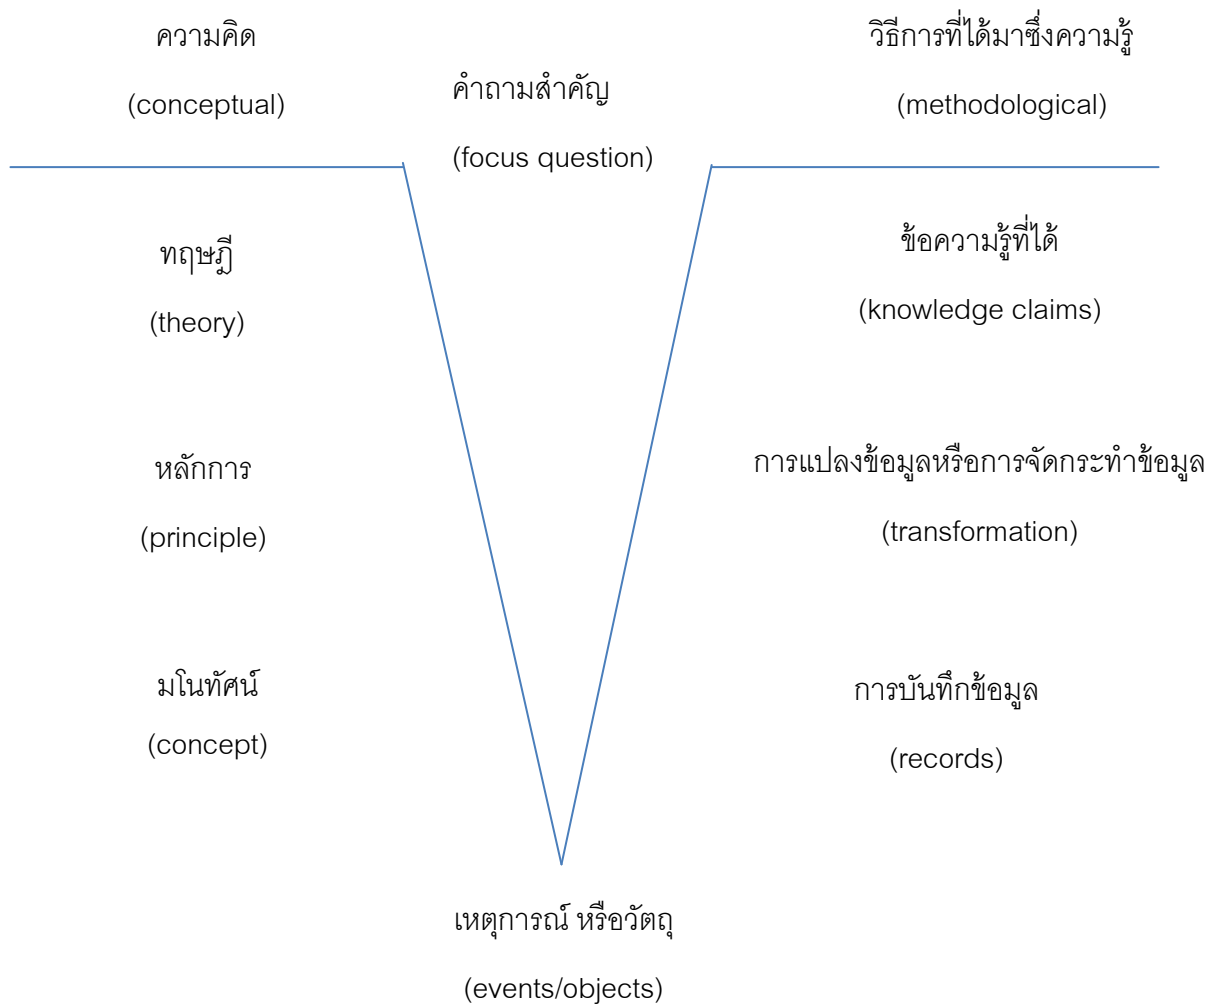 ความคิด
(conceptual)
คำถามสำคัญ
(focus question)
วิธีการที่ได้มาซึ่งความรู้
(methodological)
ทฤษฎี
(theory)
ข้อความรู้ที่ได้
(knowledge claims)
หลักการ
(principle)
การแปลงข้อมูลหรือการจัดกระทำข้อมูล
(transformation)
มโนทัศน์
(concept)
การบันทึกข้อมูล
(records)
เหตุการณ์ หรือวัตถุ
(events/objects)